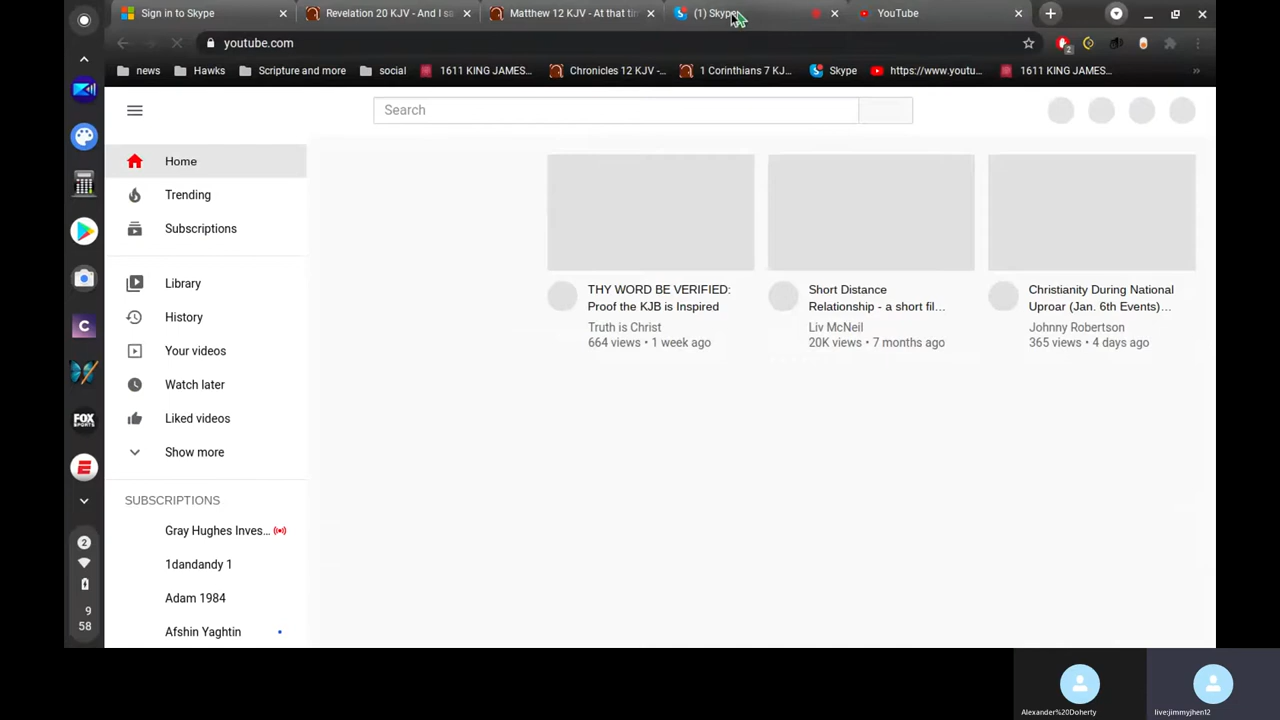 Sign in to Skype
Revelation 20 KJV - And I sa
Matthew 12 KJV - At that tim
(1) Skype
YouTube
youtube.com
2
news
Hawks
Scripture and more
social
1611 KING JAMES...
Chronicles 12 KJV -...
1 Corinthians 7 KJ...
Skype
https://www.youtu...
1611 KING JAMES...
»
Search
Home
Trending
Subscriptions
Library
History
Your videos
Watch later
Liked videos
Show more
SUBSCRIPTIONS
Gray Hughes Inves...
1dandandy 1
Adam 1984
Afshin Yaghtin
THY WORD BE VERIFIED:
Proof the KJB is Inspired
Truth is Christ
664 views • 1 week ago
Short Distance
Relationship - a short fil...
Liv McNeil
20K views • 7 months ago
Christianity During National
Uproar (Jan. 6th Events)...
Johnny Robertson
365 views • 4 days ago
C
FOX
SPORTS
2
9
58
Alexander%20Doherty
live:jimmyjhen12